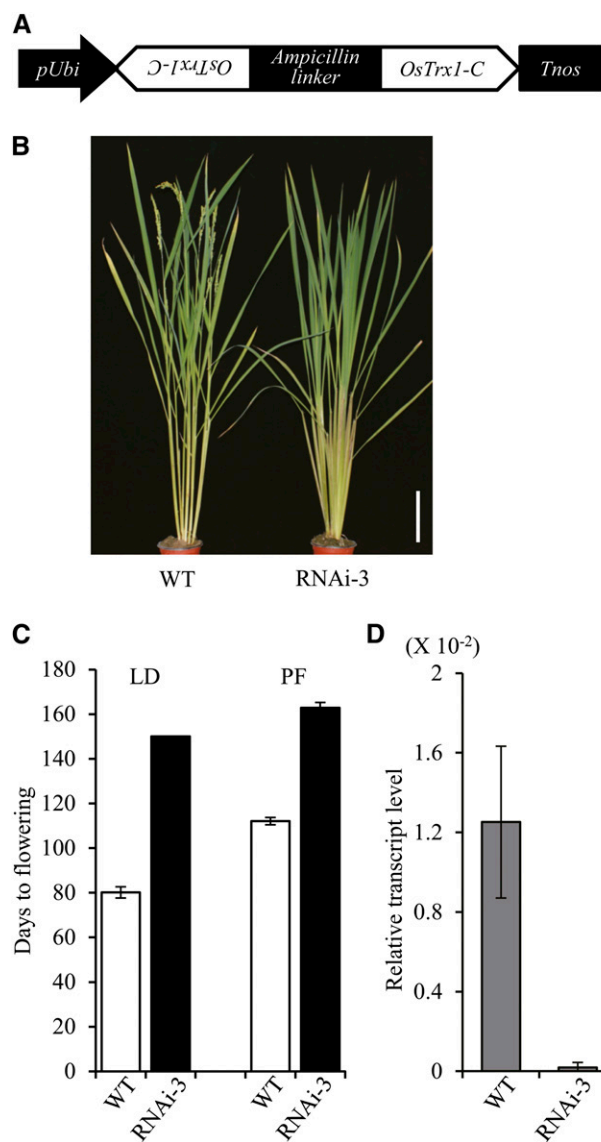 A
pUbi OsTrx1-C Ampicillin linker OsTrx1-C Tnos
B
WT RNAi-3
C
LD PF
Days to flowering
180
160
140
120
100
80
60
40
20
0
WT RNAi-3 WT RNAi-3
D
(X 10-2)
Relative transcript level
2
1.6
1.2
0.8
0.4
0
WT RNAi-3